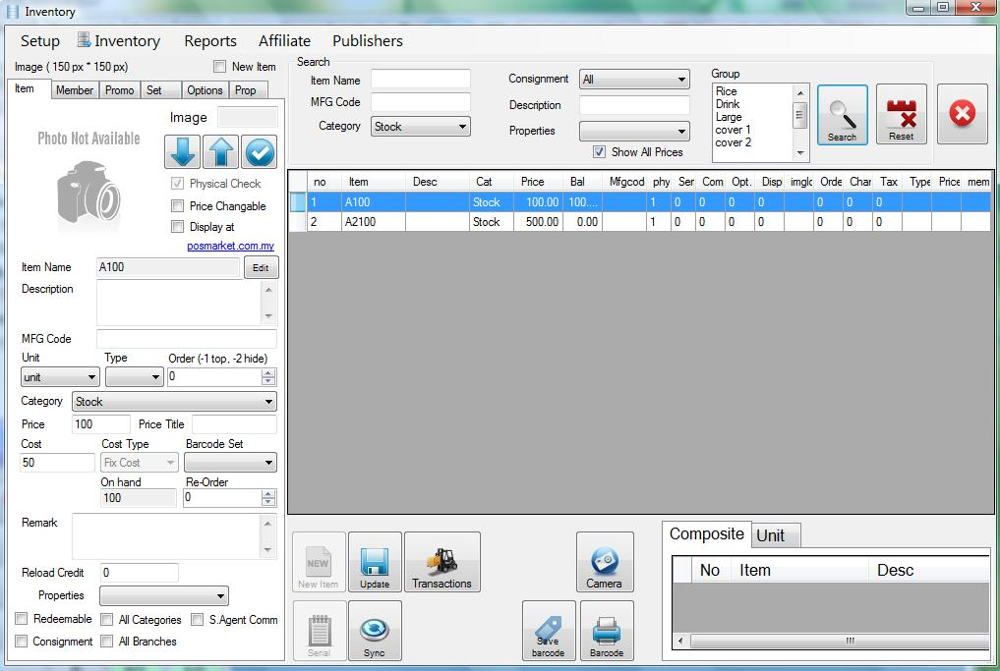 Inventory
Setup Inventory Reports Affiliate Publishers
Image ( 150 px * 150 px) New Item
Item Member Promo Set Options Prop
Image
Photo Not Available
Physical Check
Price Changable
Display at
posmarket.com.my
Item Name A100 Edit
Description
MFG Code
Unit Type Order (-1 top, -2 hide)
unit 0
Category Stock
Price 100 Price Title
Cost Cost Type Barcode Set
50 Fix Cost
On hand Re-Order
100 0
Remark
Reload Credit 0
Properties
Redeemable All Categories S.Agent Comm
Consignment All Branches
Search
Item Name
MFG Code
Category Stock
Consignment All
Description
Properties
Show All Prices
Group
Rice
Drink
Large
cover 1
cover 2
Search
Reset
no Item Desc Cat Price Bal Mfgcod phy Ser Com Opt. Disp imglo Orde Char Tax Type Price mem
1 A100 Stock 100.00 100.... 1 0 0 0 0 0 0 0
2 A2100 Stock 500.00 0.00 1 0 0 0 0 0 0 0
NEW
New Item Update Transactions Camera
Serial Sync Save barcode Barcode
Composite Unit
No Item Desc